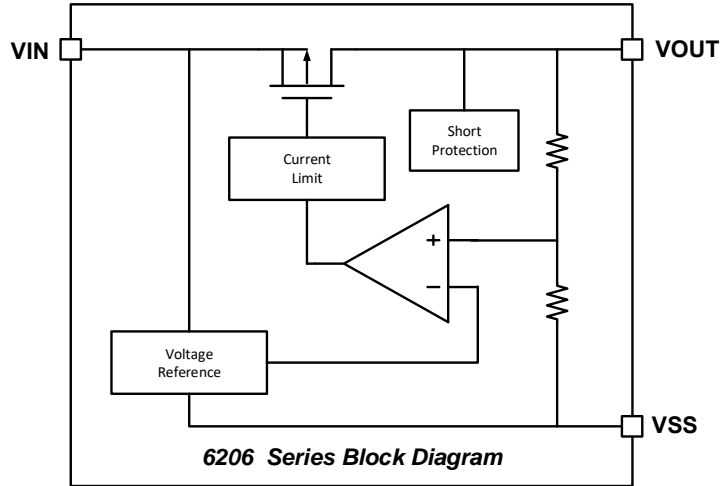 VIN
VOUT
Short
Protection
Current
Limit
+
−
Voltage
Reference
VSS
6206 Series Block Diagram